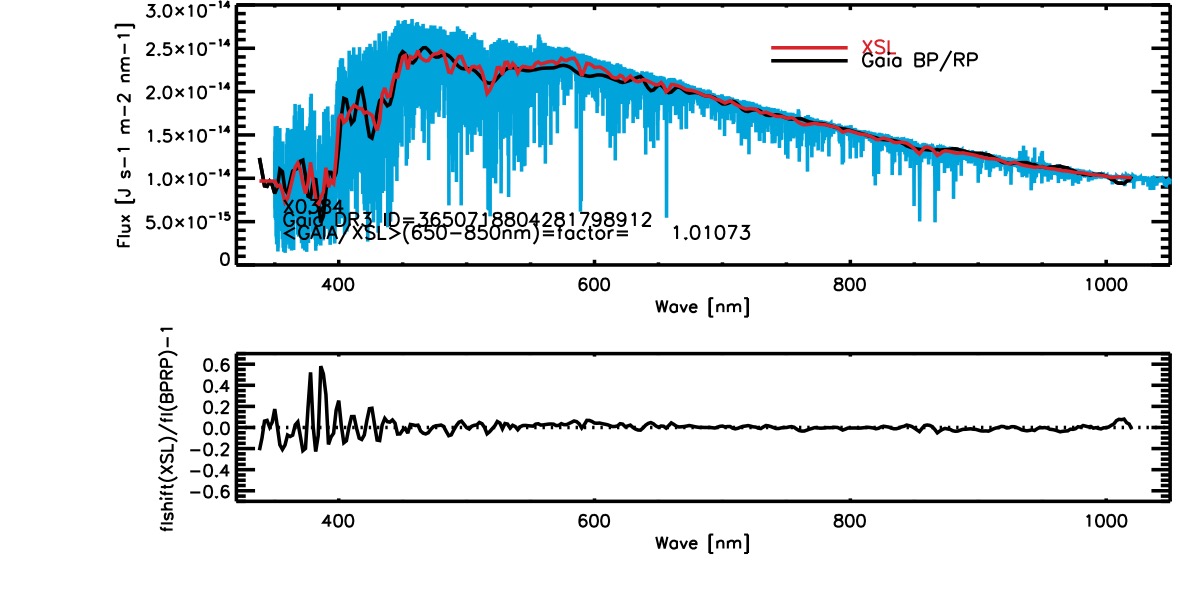 3.0×10−14
2.5×10−14
2.0×10−14
1.5×10−14
1.0×10−14
5.0×10−15
0
Flux [J s−1 m−2 nm−1]
XSL
Gaia BP/RP
X0384
Gaia DR3 ID=3650718804281798912
<GAIA/XSL>(650−850nm)=factor= 1.01073
400 600 800 1000
Wave [nm]
flshift(XSL)/fl(BPRP)−1
0.6
0.4
0.2
0.0
−0.2
−0.4
−0.6
400 600 800 1000
Wave [nm]